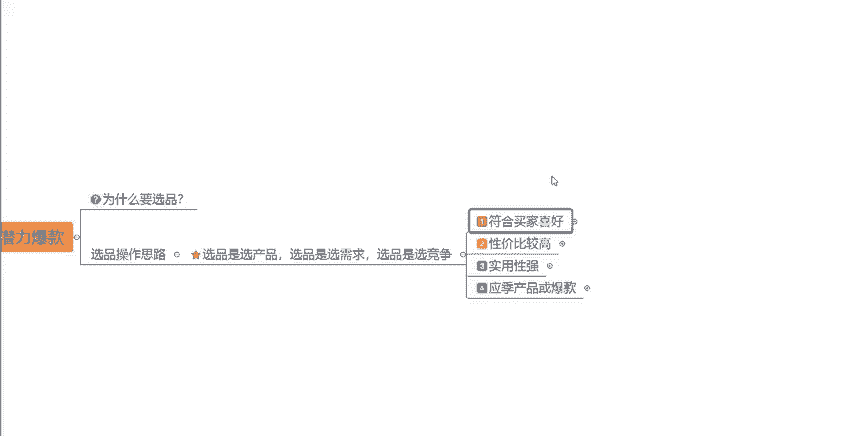 为什么要选品?
潜力爆款
选品操作思路
选品是选产品，选品是选需求，选品是选竞争
1 符合买家喜好
2 性价比较高
3 实用性强
4 应季产品或爆款